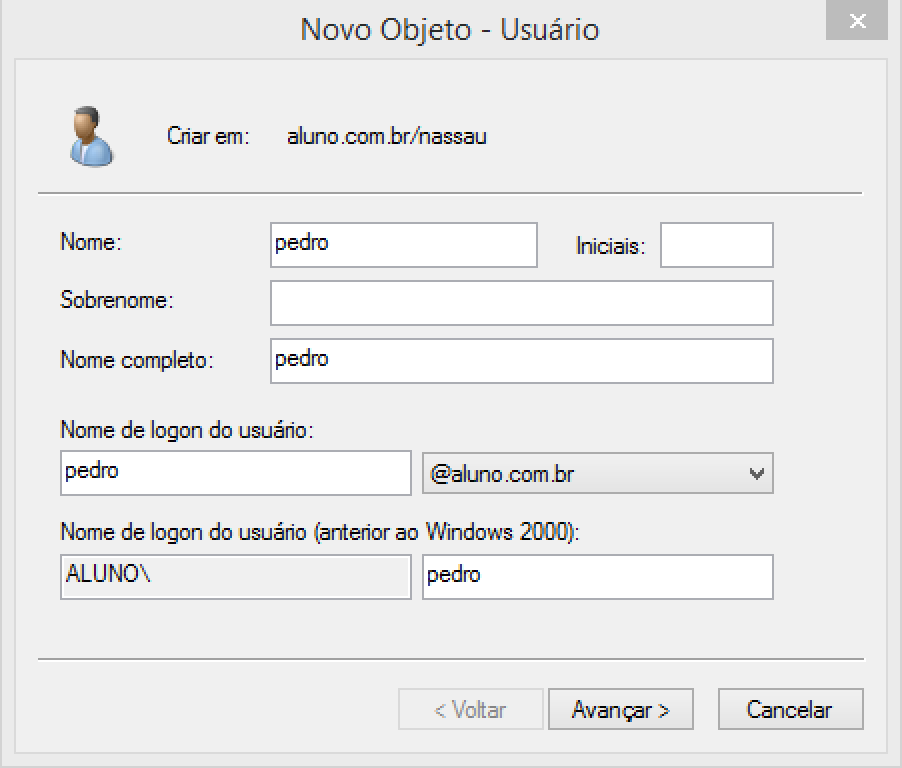 Novo Objeto - Usuário
Criar em: aluno.com.br/nassau
Nome: pedro Iniciais:
Sobrenome:
Nome completo: pedro
Nome de logon do usuário:
pedro @aluno.com.br
Nome de logon do usuário (anterior ao Windows 2000):
ALUNO\ pedro
< Voltar Avançar > Cancelar